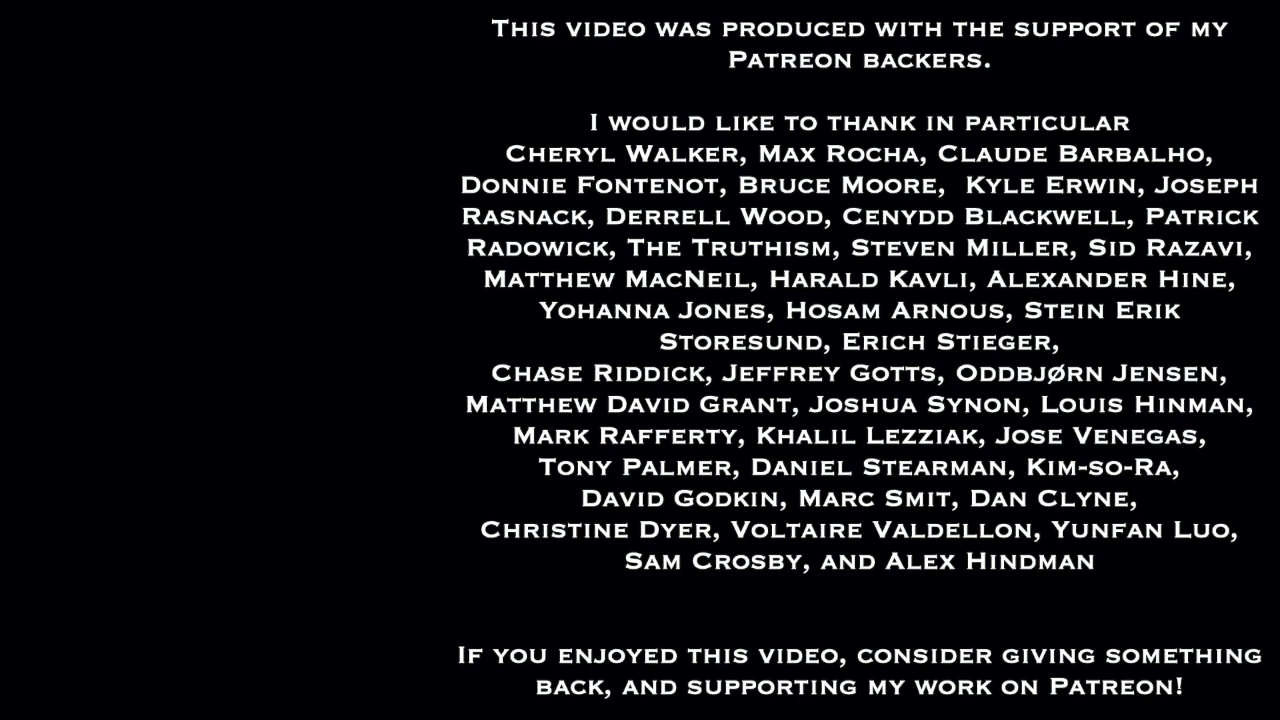 This video was produced with the support of my
Patreon backers.
I would like to thank in particular
Cheryl Walker, Max Rocha, Claude Barbalho,
Donnie Fontenot, Bruce Moore,  Kyle Erwin, Joseph
Rasnack, Derrell Wood, Cenydd Blackwell, Patrick
Radowick, The Truthism, Steven Miller, Sid Razavi,
Matthew MacNeil, Harald Kavli, Alexander Hine,
Yohanna Jones, Hosam Arnous, Stein Erik
Storesund, Erich Stieger,
Chase Riddick, Jeffrey Gotts, Oddbjørn Jensen,
Matthew David Grant, Joshua Synon, Louis Hinman,
Mark Rafferty, Khalil Lezziak, Jose Venegas,
Tony Palmer, Daniel Stearman, Kim-so-Ra,
David Godkin, Marc Smit, Dan Clyne,
Christine Dyer, Voltaire Valdellon, Yunfan Luo,
Sam Crosby, and Alex Hindman
If you enjoyed this video, consider giving something
back, and supporting my work on Patreon!